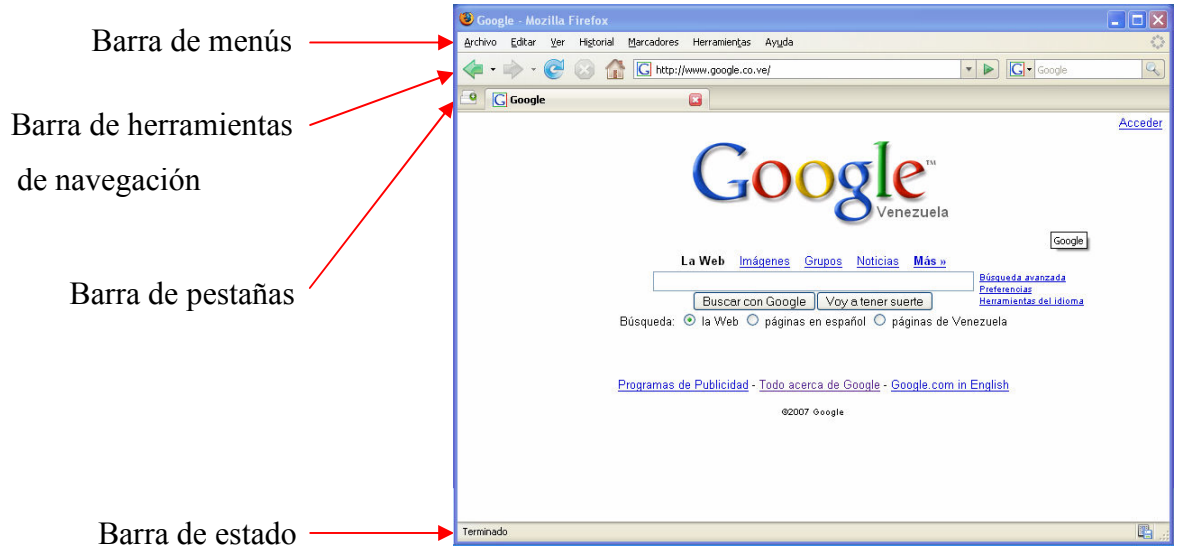 Barra de menús
Barra de herramientas
de navegación
Barra de pestañas
Barra de estado
Google - Mozilla Firefox
Archivo Editar Ver Historial Marcadores Herramientas Ayuda
G http://www.google.co.ve/ G Google
G Google
Acceder
Google™
Venezuela
Google
La Web Imágenes Grupos Noticias Más »
Búsqueda avanzada
Preferencias
Herramientas del idioma
Buscar con Google Voy a tener suerte
Búsqueda: la Web páginas en español páginas de Venezuela
Programas de Publicidad - Todo acerca de Google - Google.com in English
©2007 Google
Terminado